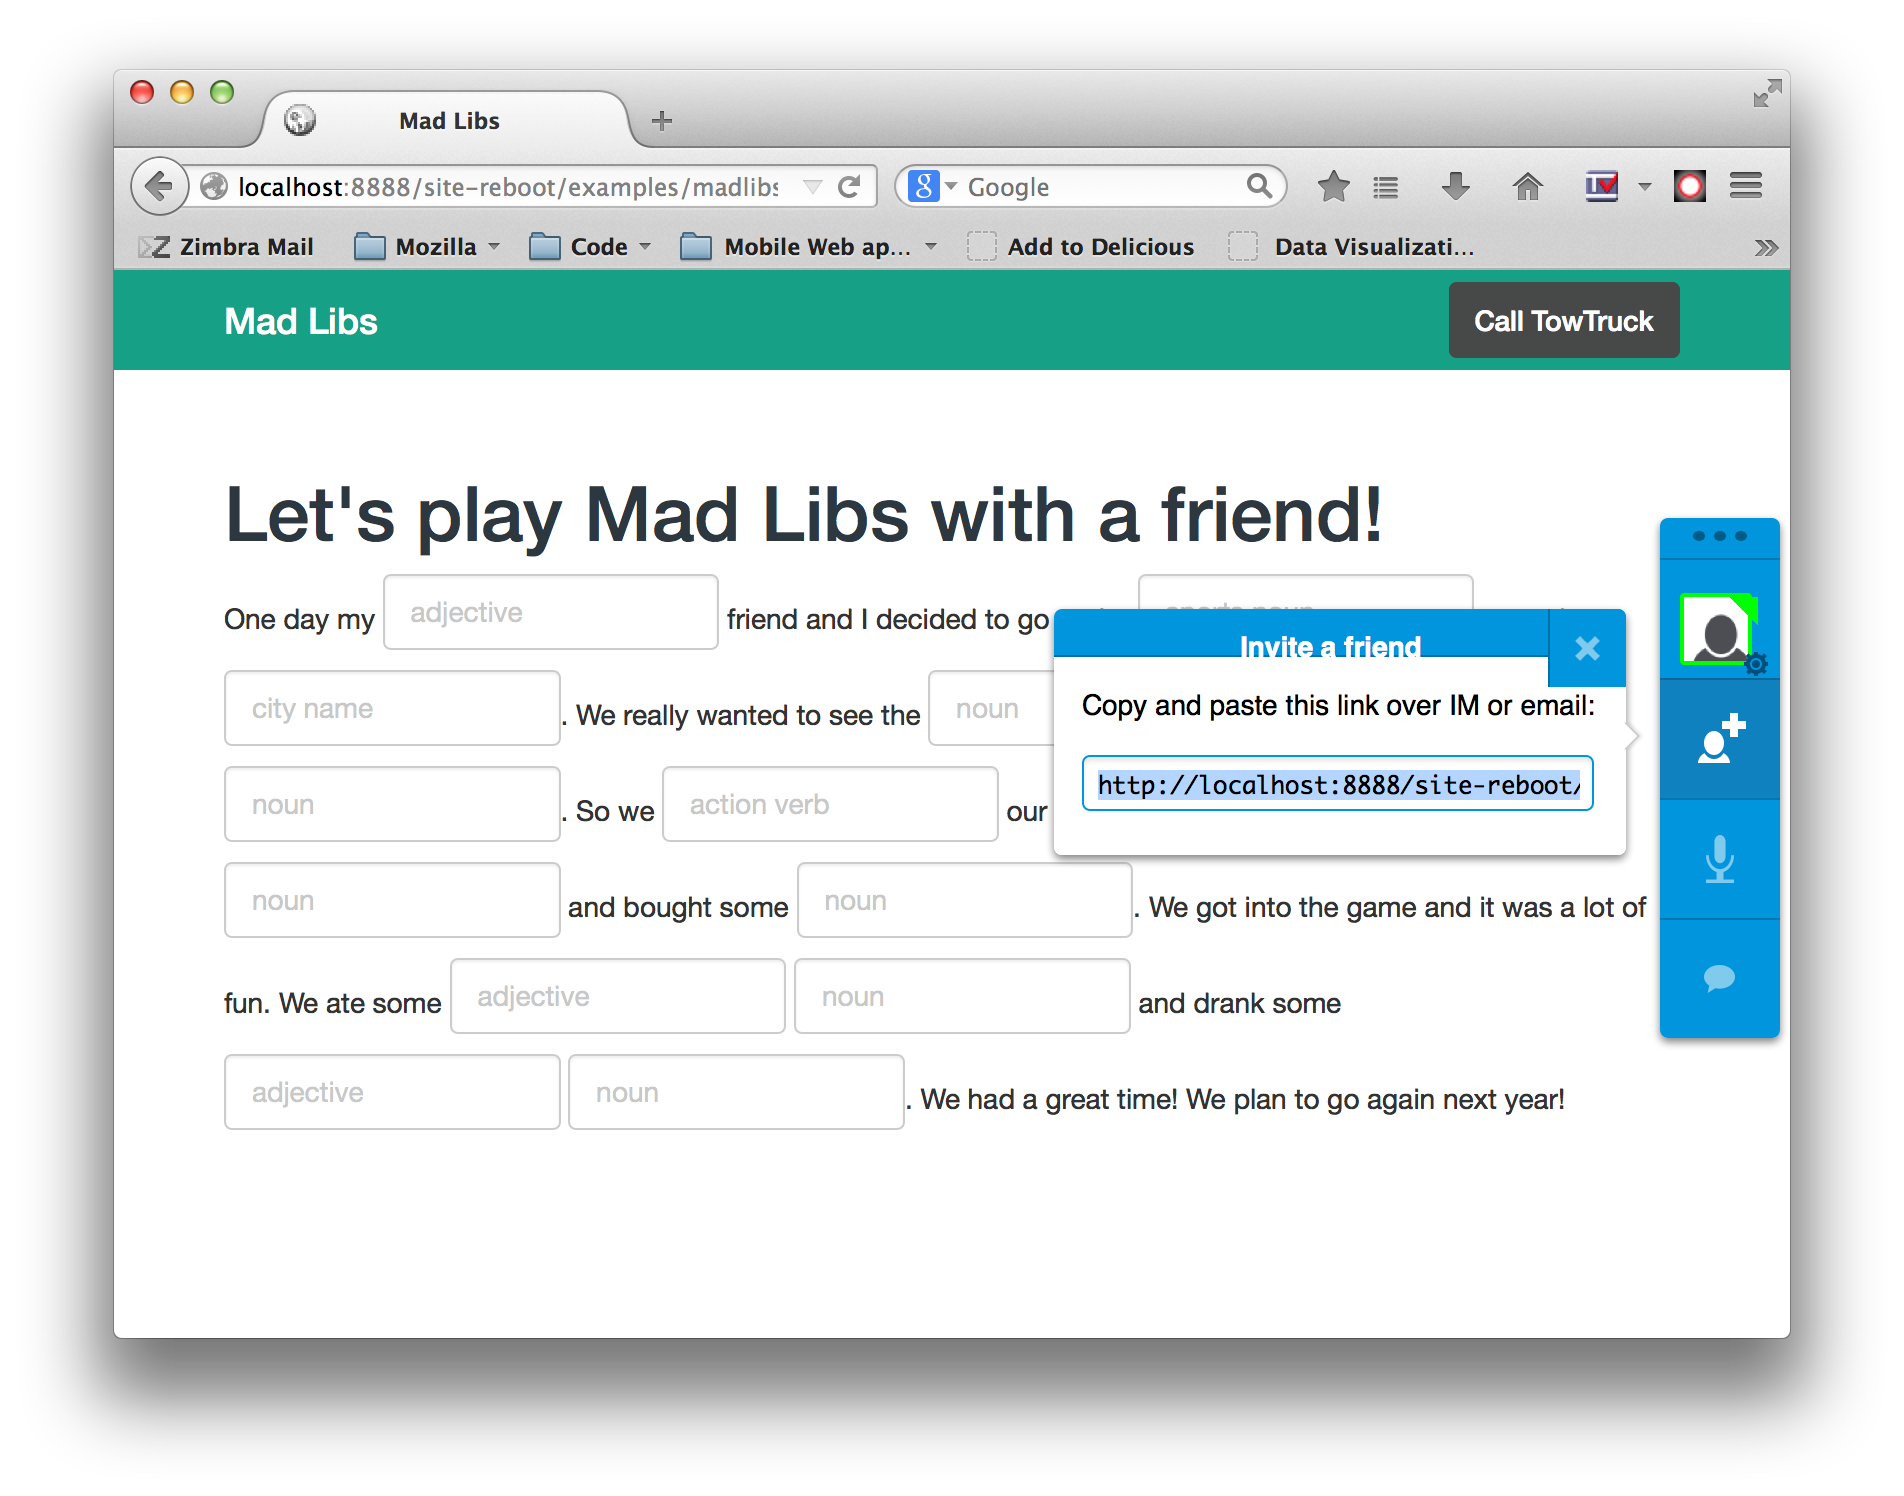 Mad Libs
localhost:8888/site-reboot/examples/madlibs
Google
Zimbra Mail Mozilla Code Mobile Web ap... Add to Delicious Data Visualizati...
Mad Libs
Call TowTruck
Let's play Mad Libs with a friend!
One day my adjective friend and I decided to go
Invite a friend
Copy and paste this link over IM or email:
http://localhost:8888/site-reboot/
city name . We really wanted to see the noun
noun . So we action verb our
noun and bought some noun . We got into the game and it was a lot of
fun. We ate some adjective noun and drank some
adjective noun . We had a great time! We plan to go again next year!